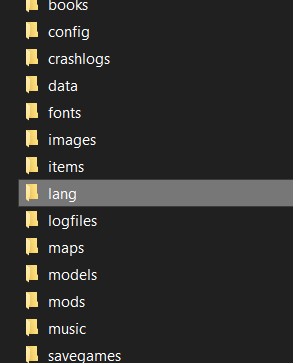 books
config
crashlogs
data
fonts
images
items
lang
logfiles
maps
models
mods
music
savegames